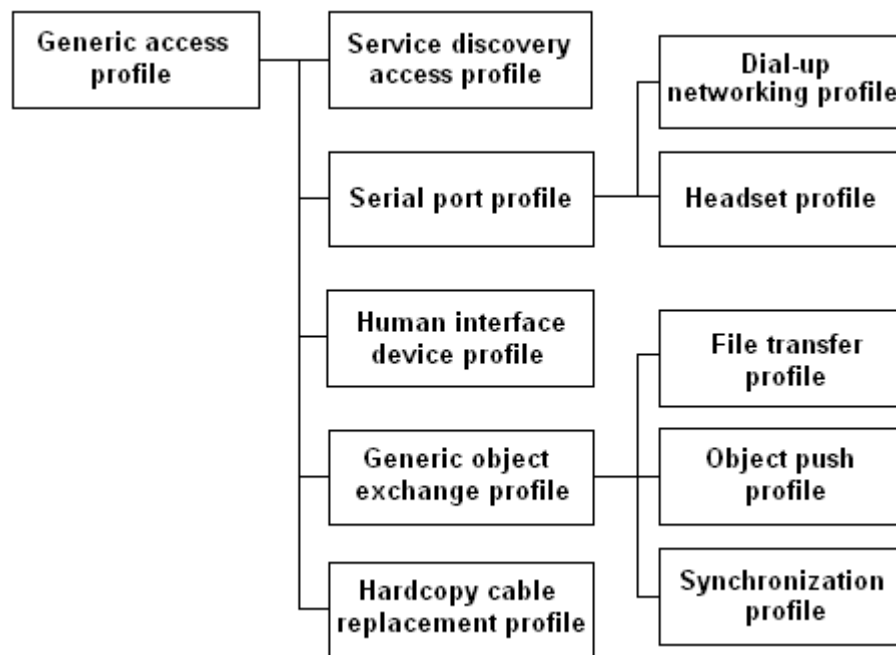 Generic access
profile
Service discovery
access profile
Dial-up
networking profile
Serial port profile
Headset profile
Human interface
device profile
File transfer
profile
Generic object
exchange profile
Object push
profile
Hardcopy cable
replacement profile
Synchronization
profile